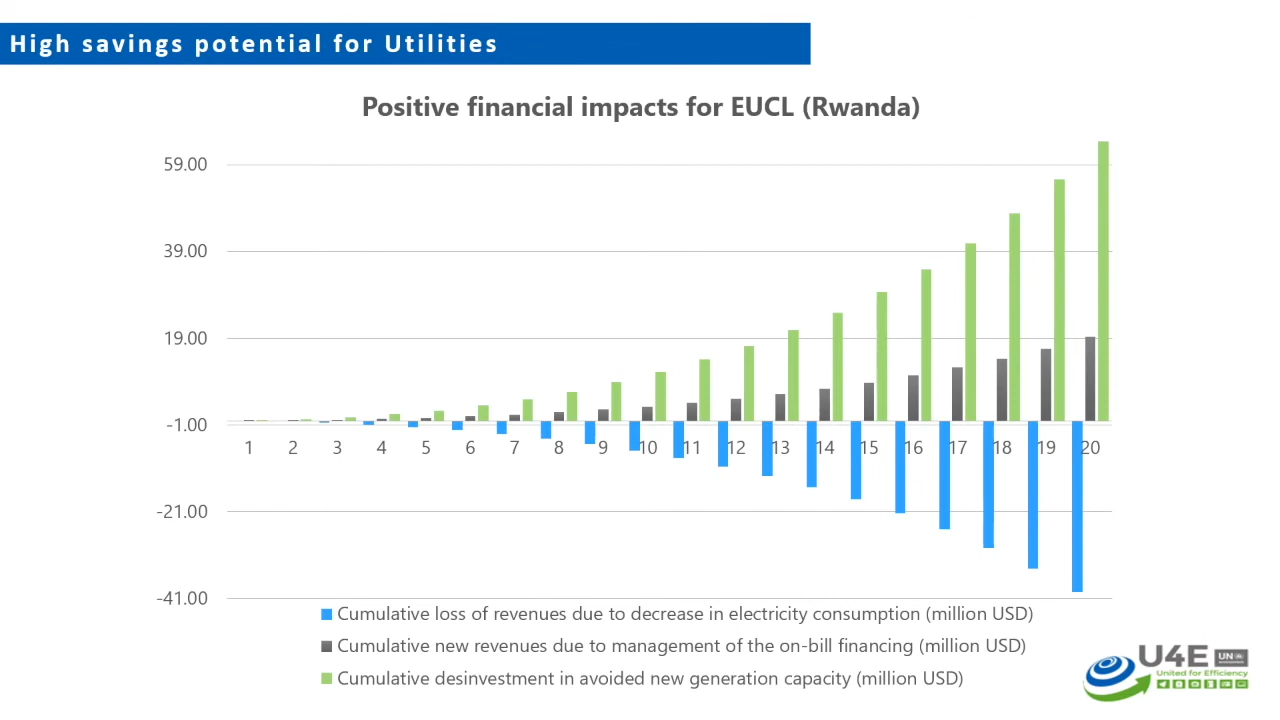 High savings potential for Utilities
Positive financial impacts for EUCL (Rwanda)
59.00
39.00
19.00
-1.00
-21.00
-41.00
1 2 3 4 5 6 7 8 9 10 11 12 13 14 15 16 17 18 19 20
Cumulative loss of revenues due to decrease in electricity consumption (million USD)
Cumulative new revenues due to management of the on-bill financing (million USD)
Cumulative desinvestment in avoided new generation capacity (million USD)
U4E UN
United for Efficiency